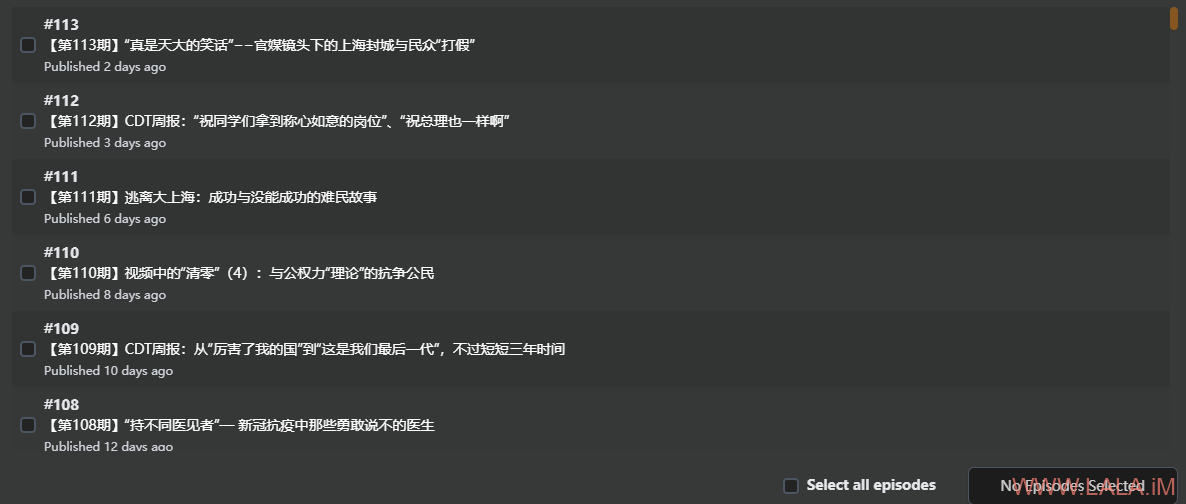 #113
【第113期】“真是天大的笑话”——官媒镜头下的上海封城与民众“打假”
Published 2 days ago
#112
【第112期】CDT周报：“祝同学们拿到称心如意的岗位”、“祝总理也一样啊”
Published 3 days ago
#111
【第111期】逃离大上海：成功与没能成功的难民故事
Published 6 days ago
#110
【第110期】视频中的“清零”（4）：与公权力“理论”的抗争公民
Published 8 days ago
#109
【第109期】CDT周报：从“厉害了我的国”到“这是我们最后一代”，不过短短三年时间
Published 10 days ago
#108
【第108期】“持不同医见者”— 新冠抗疫中那些勇敢说不的医生
Published 12 days ago
Select all episodes
No Episodes Selected
WWW.LALA.iM